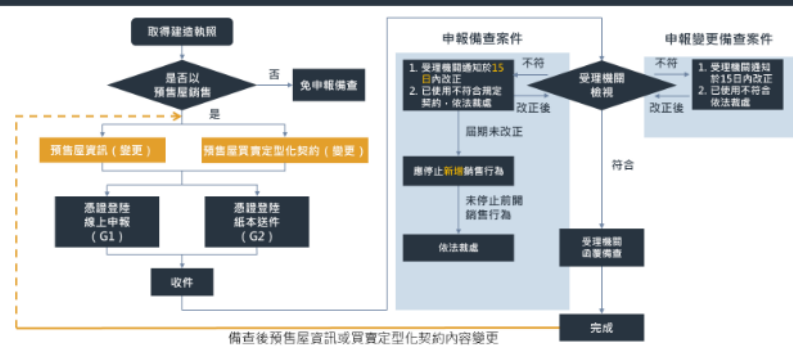 取得建造執照
是否以
預售屋銷售
否
免申報備查
是
預售屋資訊（變更）
預售屋買賣定型化契約（變更）
憑證登陸
線上申報
（G1）
憑證登陸
紙本送件
（G2）
收件
申報備查案件
1. 受理機關通知於15
日內改正
2. 已使用不符合規定
契約，依法裁處
不符
改正後
屆期未改正
應停止新增銷售行為
未停止前開
銷售行為
依法裁處
受理機關
檢視
申報變更備查案件
不符
改正後
1. 受理機關通知
於15日內改正
2. 已使用不符合
依法裁處
符合
受理機關
函覆備查
完成
備查後預售屋資訊或買賣定型化契約內容變更